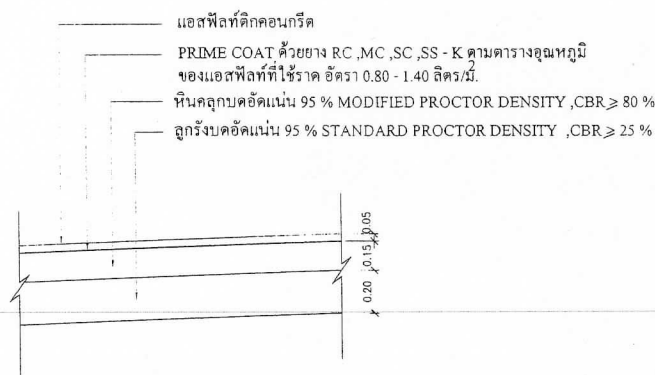 แอสฟัลท์ติกคอนกรีต
PRIME COAT ด้วยยาง RC ,MC ,SC ,SS - K ตามตารางอุณหภูมิ
ของแอสฟัลท์ที่ใช้ราด อัตรา 0.80 - 1.40 ลิตร/ม².
หินคลุกบดอัดแน่น 95 % MODIFIED PROCTOR DENSITY ,CBR ⩾ 80 %
ลูกรังบดอัดแน่น 95 % STANDARD PROCTOR DENSITY ,CBR ⩾ 25 %
0.05
0.15
0.20